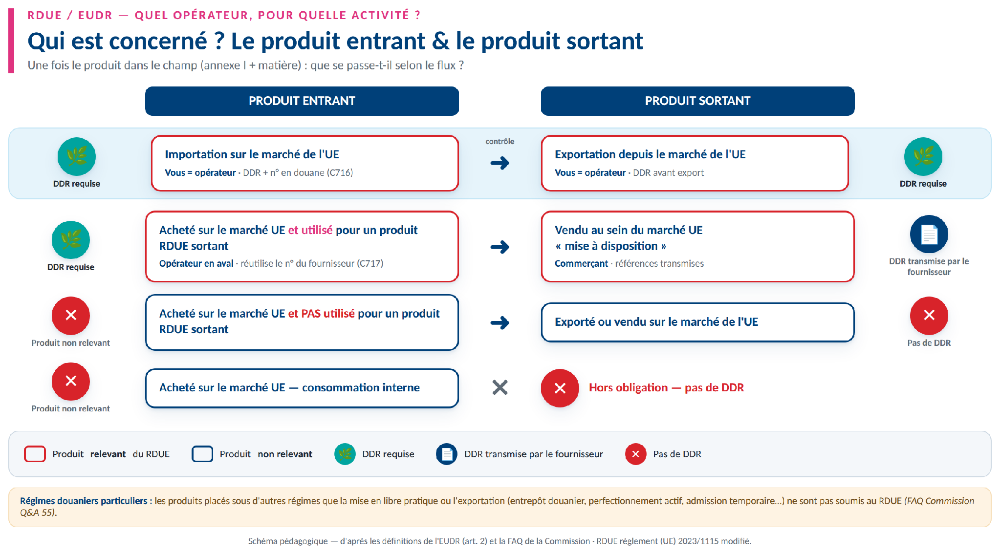 RDUE / EUDR — QUEL OPÉRATEUR, POUR QUELLE ACTIVITÉ ?
Qui est concerné ? Le produit entrant & le produit sortant
Une fois le produit dans le champ (annexe I + matière) : que se passe-t-il selon le flux ?
PRODUIT ENTRANT
PRODUIT SORTANT
DDR requise
Importation sur le marché de l'UE
Vous = opérateur · DDR + n° en douane (C716)
contrôle
Exportation depuis le marché de l'UE
Vous = opérateur · DDR avant export
DDR requise
DDR requise
Acheté sur le marché UE et utilisé pour un produit
RDUE sortant
Opérateur en aval · réutilise le n° du fournisseur (C717)
Vendu au sein du marché UE
« mise à disposition »
Commerçant · références transmises
DDR transmise par le
fournisseur
Produit non relevant
Acheté sur le marché UE et PAS utilisé pour un produit
RDUE sortant
Exporté ou vendu sur le marché de l'UE
Pas de DDR
Produit non relevant
Acheté sur le marché UE — consommation interne
Hors obligation — pas de DDR
Produit relevant du RDUE
Produit non relevant
DDR requise
DDR transmise par le fournisseur
Pas de DDR
Régimes douaniers particuliers : les produits placés sous d'autres régimes que la mise en libre pratique ou l'exportation (entrepôt douanier, perfectionnement actif, admission temporaire...) ne sont pas soumis au RDUE (FAQ Commission
Q&A 55).
Schéma pédagogique — d'après les définitions de l'EUDR (art. 2) et la FAQ de la Commission · RDUE règlement (UE) 2023/1115 modifié.